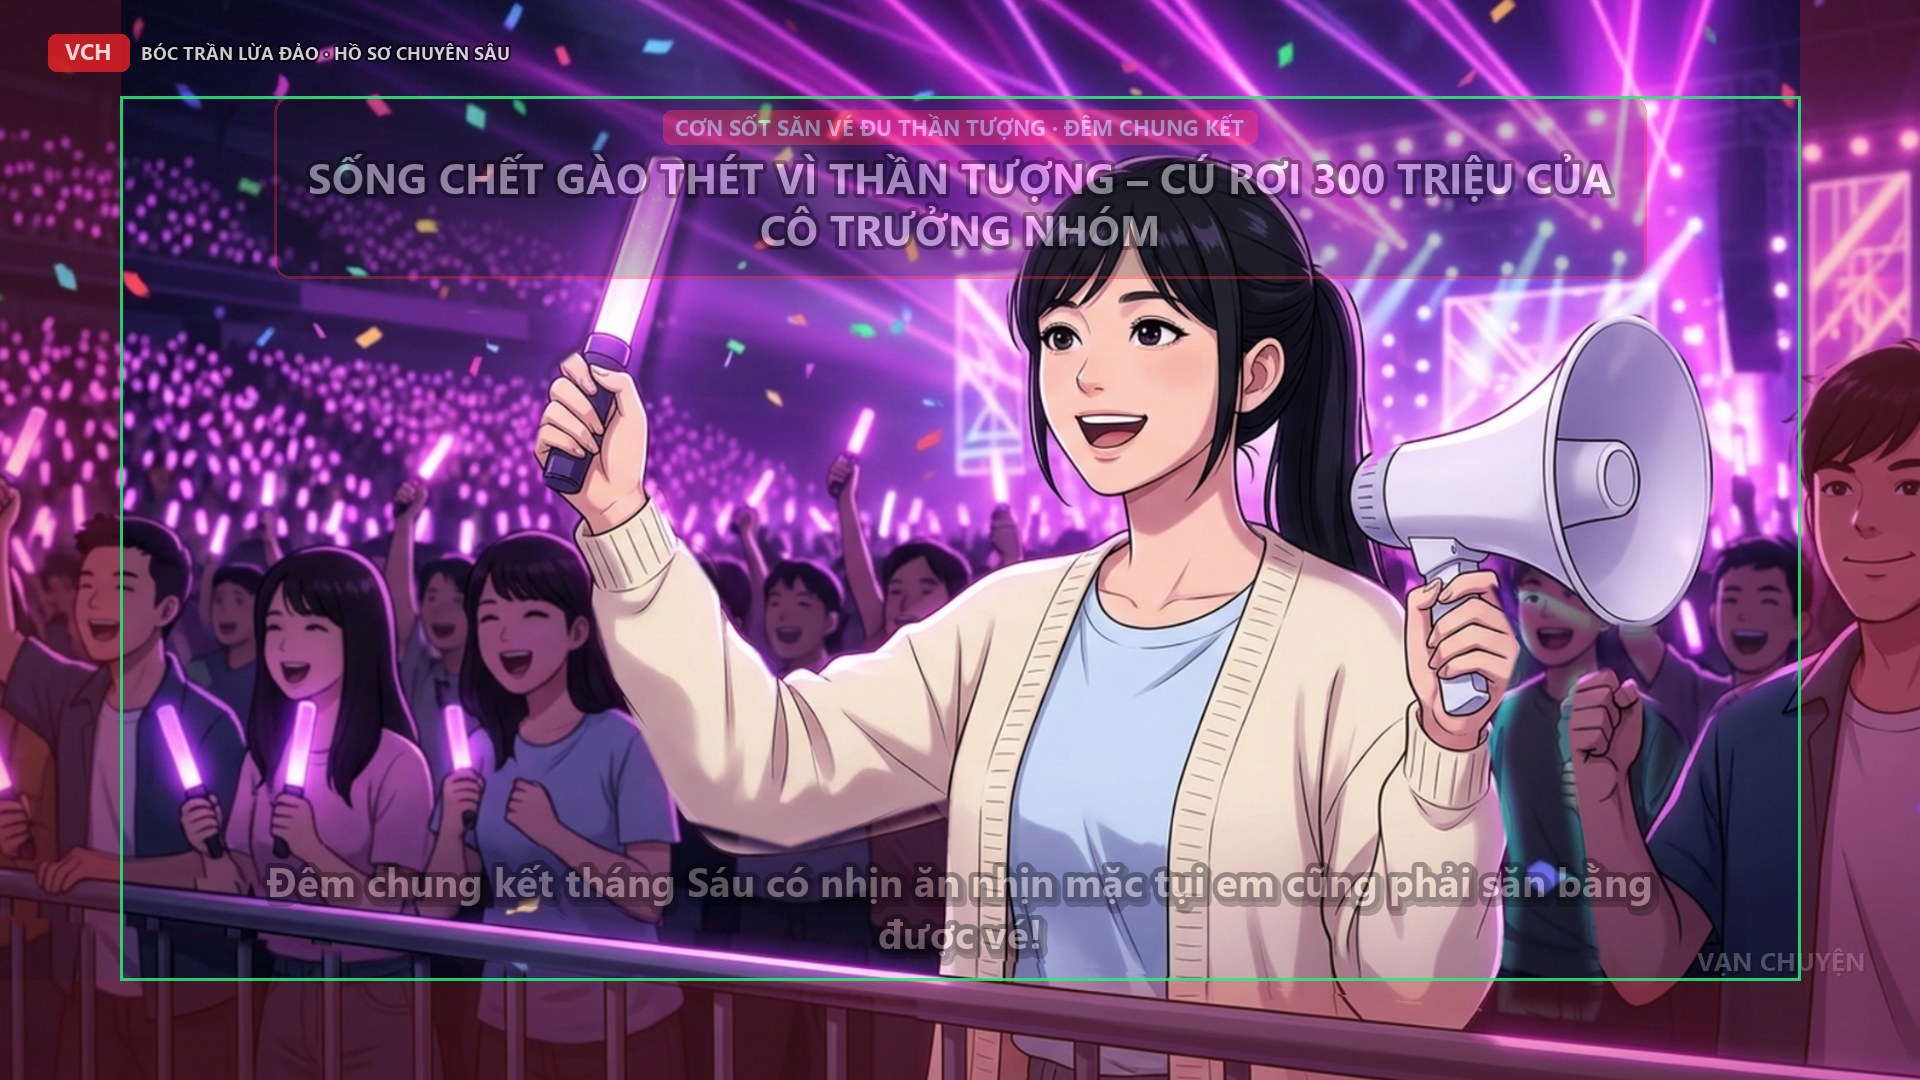 VCH BÓC TRẦN LỪA ĐẢO · HỒ SƠ CHUYÊN SÂU
CƠN SỐT SĂN VÉ ĐU THẦN TƯỢNG · ĐÊM CHUNG KẾT
SỐNG CHẾT GÀO THÉT VÌ THẦN TƯỢNG – CÚ RƠI 300 TRIỆU CỦA
CÔ TRƯỞNG NHÓM
Đêm chung kết tháng Sáu có nhịn ăn nhịn mặc tụi em cũng phải săn bằng
được vé!
VẠN CHUYỆN